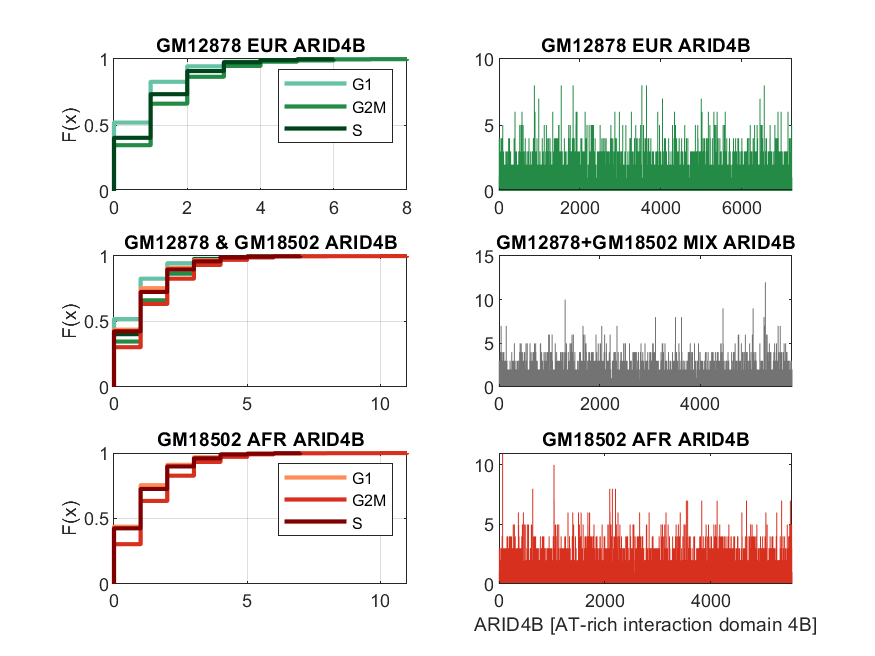 GM12878 EUR ARID4B
1
0.5
0
F(x)
0 2 4 6 8
G1
G2M
S
GM12878 EUR ARID4B
10
5
0
0 2000 4000 6000
GM12878 & GM18502 ARID4B
1
0.5
0
F(x)
0 5 10
GM12878+GM18502 MIX ARID4B
15
10
5
0
0 2000 4000
GM18502 AFR ARID4B
1
0.5
0
F(x)
0 5 10
G1
G2M
S
GM18502 AFR ARID4B
10
5
0
0 2000 4000
ARID4B [AT-rich interaction domain 4B]